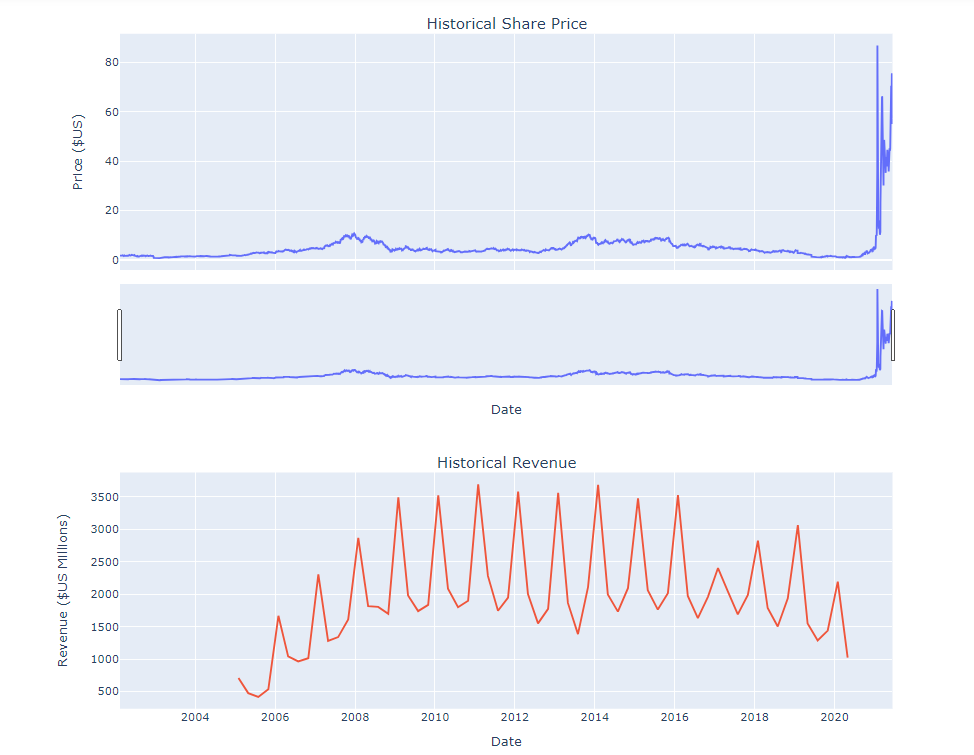 Historical Share Price
80
60
40
20
0
Price ($US)
Date
Historical Revenue
3500
3000
2500
2000
1500
1000
500
Revenue ($US Millions)
2004 2006 2008 2010 2012 2014 2016 2018 2020
Date